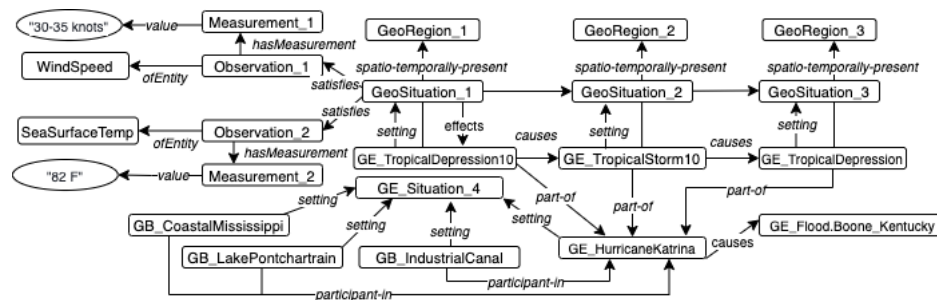 "30-35 knots"
value
Measurement_1
GeoRegion_1
GeoRegion_2
GeoRegion_3
hasMeasurement
WindSpeed
ofEntity
Observation_1
spatio-temporally-present
spatio-temporally-present
spatio-temporally-present
satisfies
GeoSituation_1
GeoSituation_2
GeoSituation_3
satisfies
SeaSurfaceTemp
ofEntity
Observation_2
setting
effects
causes
setting
causes
setting
hasMeasurement
GE_TropicalDepression10
GE_TropicalStorm10
GE_TropicalDepression
"82 F"
value
Measurement_2
GE_Situation_4
part-of
part-of
part-of
setting
GB_CoastalMississippi
setting
setting
setting
GE_Flood.Boone_Kentucky
GB_LakePontchartrain
GB_IndustrialCanal
GE_HurricaneKatrina
causes
participant-in
participant-in